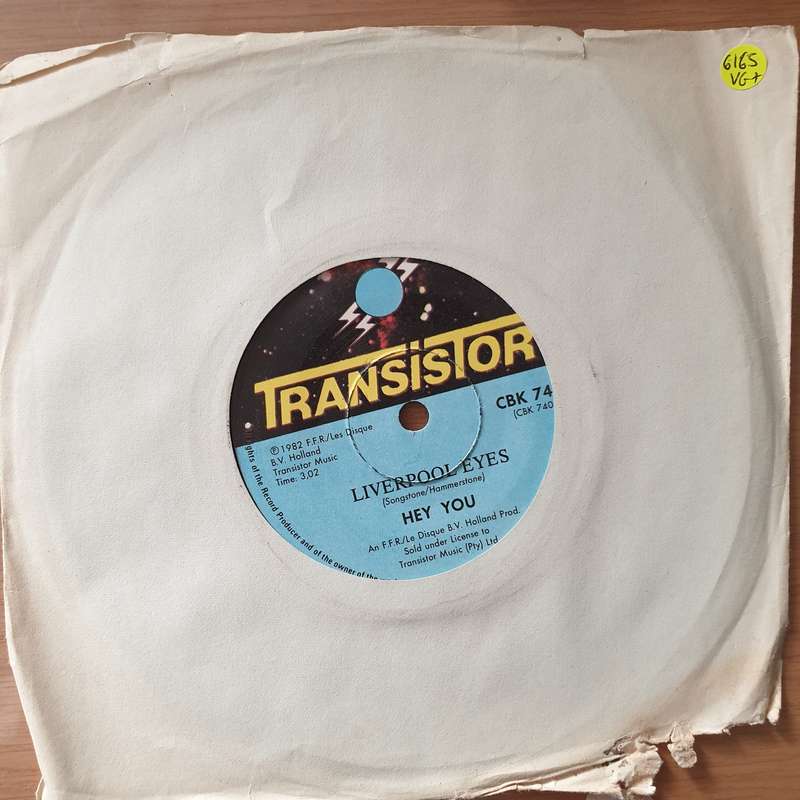 6165
VG+
TRANSISTOR
CBK 74
(CBK 740
℗ 1982 F.F.R./Les Disque
B.V. Holland
Transistor Music
Time: 3,02
LIVERPOOL EYES
(Songstone/Hammerstone)
HEY YOU
An F.F.R./Le Disque B.V. Holland Prod.
Sold under License to
Transistor Music (Pty) Ltd
ghts of the Record Producer and of the owner of the